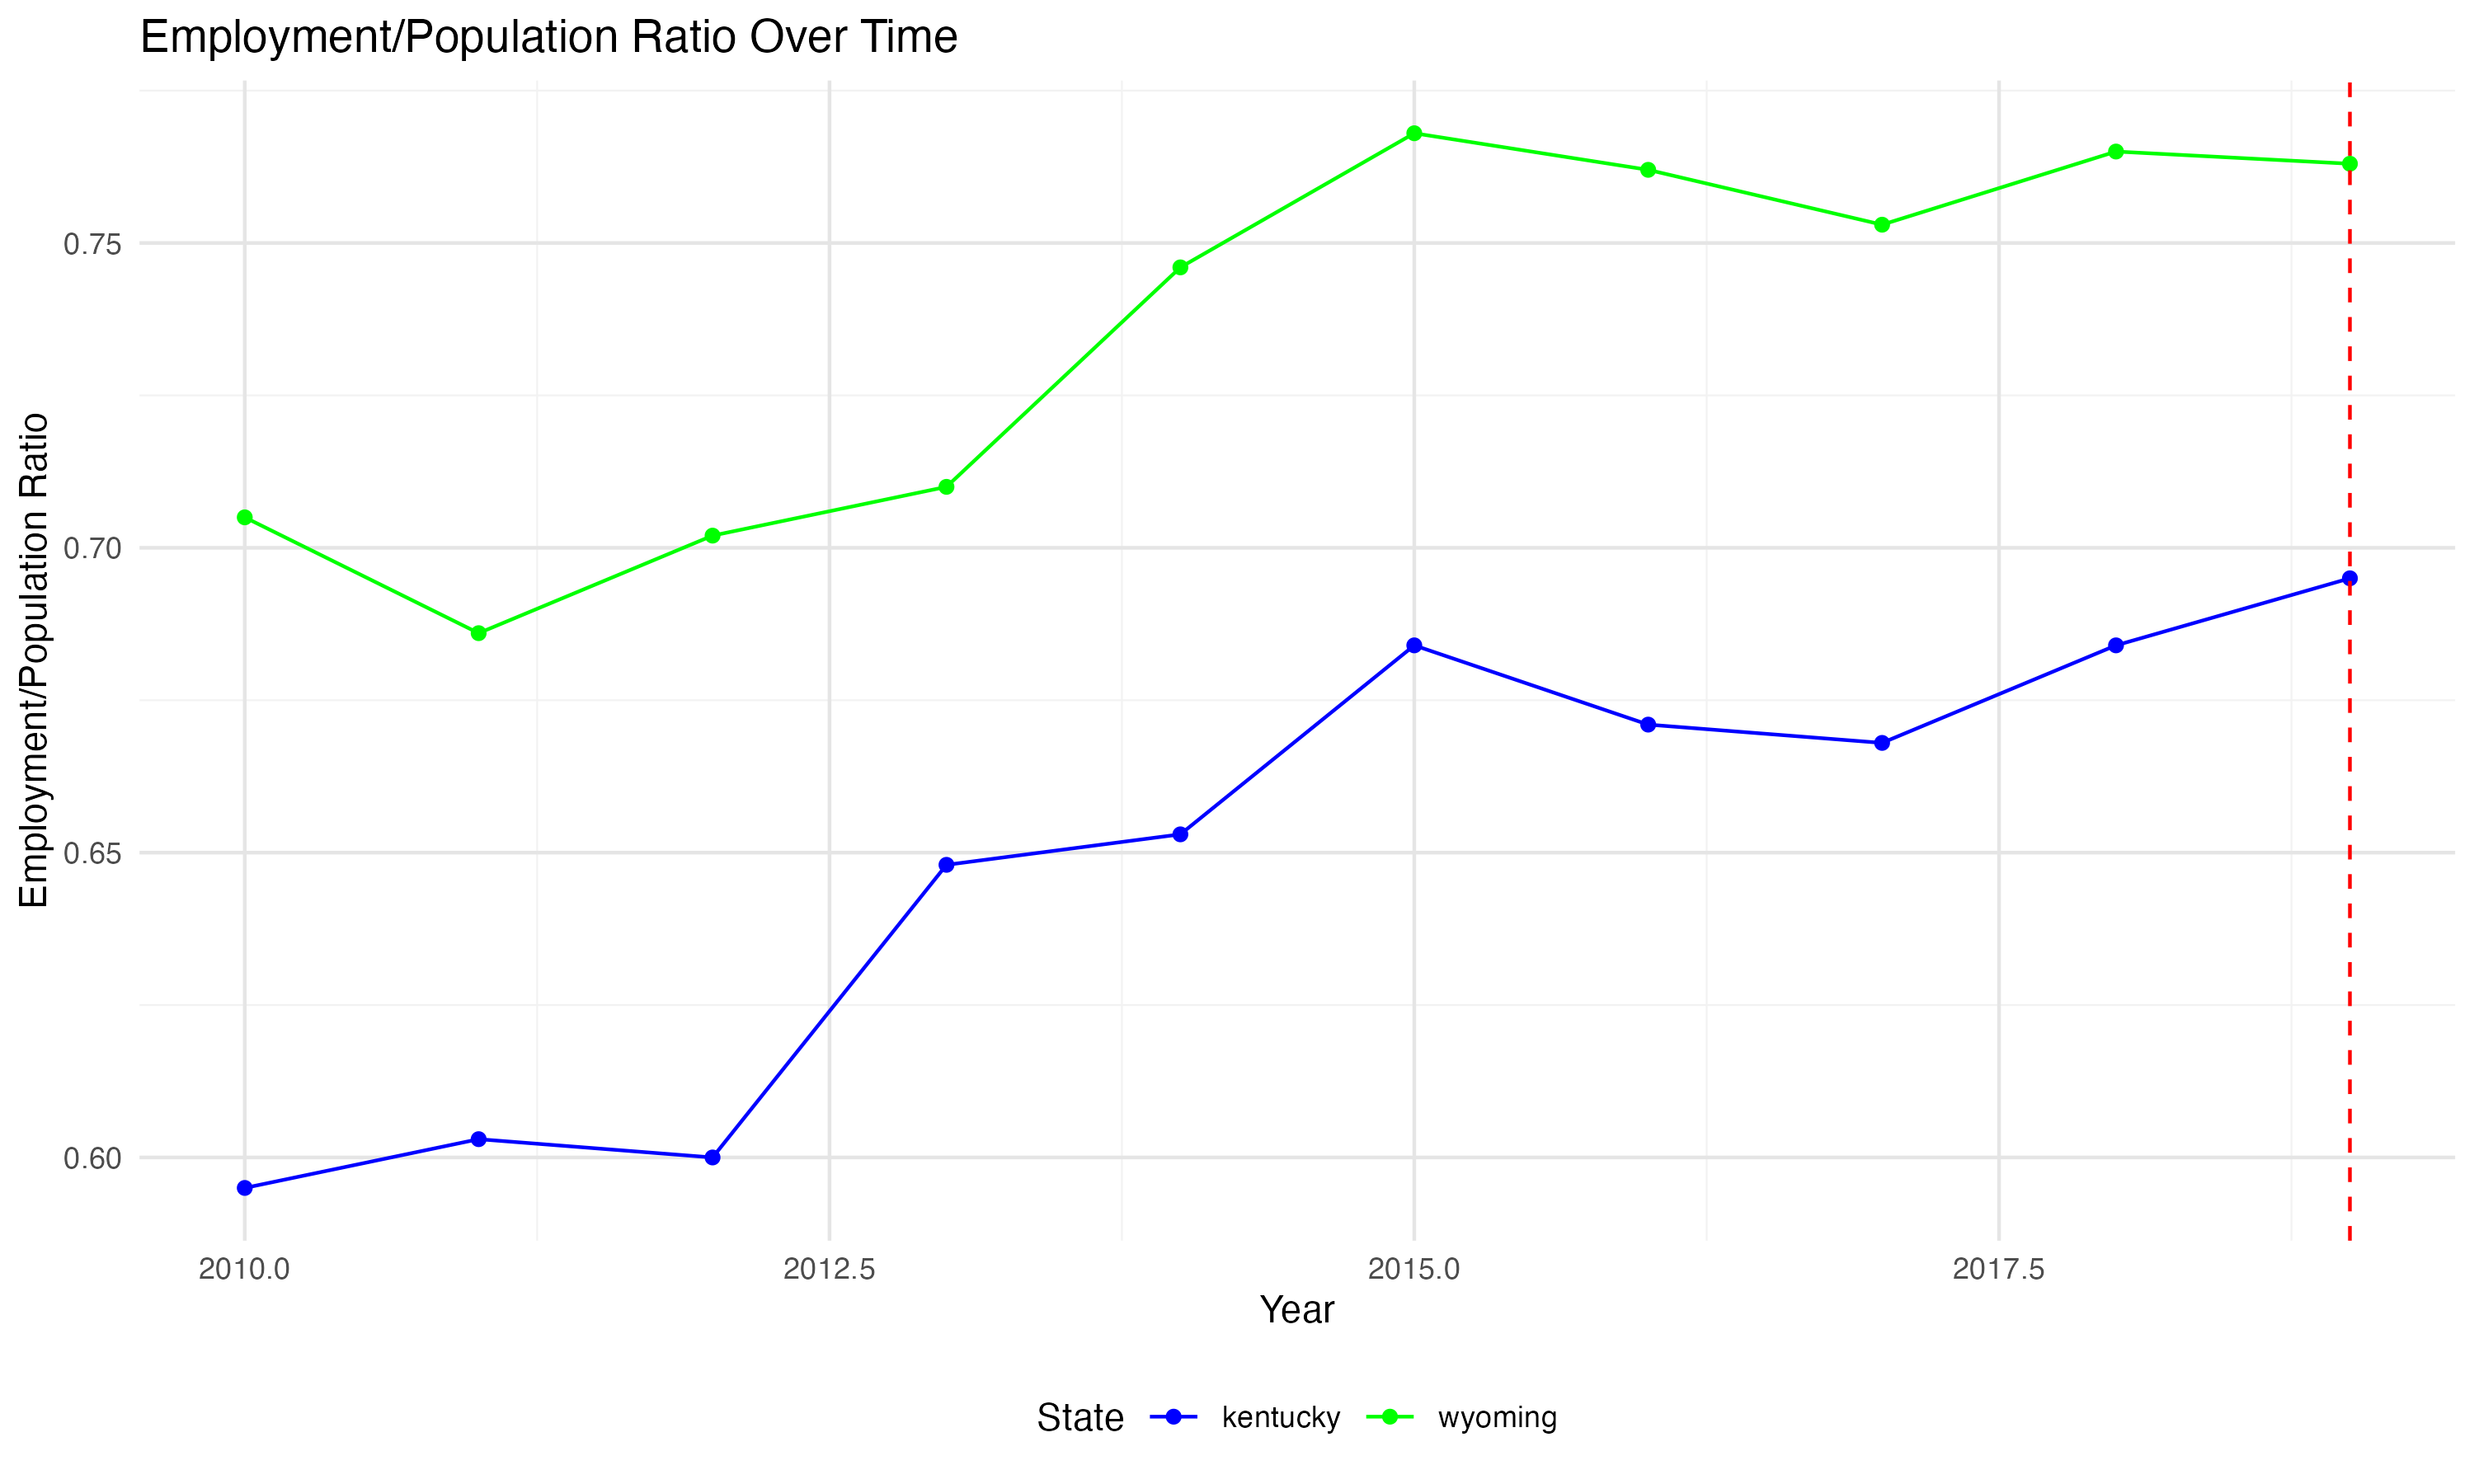 Employment/Population Ratio Over Time
Employment/Population Ratio
0.75
0.70
0.65
0.60
2010.0 2012.5 2015.0 2017.5
Year
State kentucky wyoming